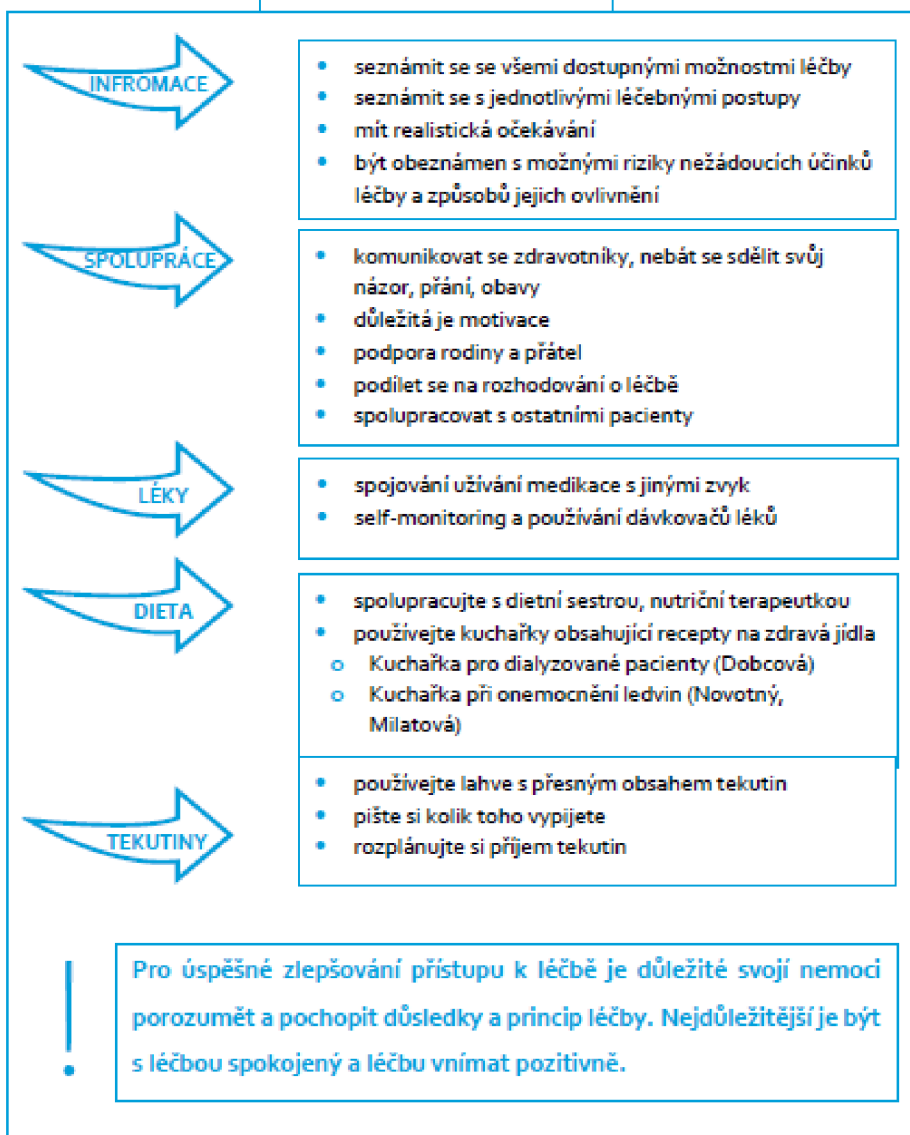 INFROMACE
• seznámit se se všemi dostupnými možnostmi léčby
• seznámit se s jednotlivými léčebnými postupy
• mít realistická očekávání
• být obeznámen s možnými riziky nežádoucích účinků
léčby a způsobů jejich ovlivnění
SPOLUPRÁCE
• komunikovat se zdravotníky, nebát se sdělit svůj
názor, přání, obavy
• důležitá je motivace
• podpora rodiny a přátel
• podílet se na rozhodování o léčbě
• spolupracovat s ostatními pacienty
LÉKY
• spojování užívání medikace s jinými zvyk
• self-monitoring a používání dávkovačů léků
DIETA
• spolupracujte s dietní sestrou, nutriční terapeutkou
• používejte kuchařky obsahující recepty na zdravá jídla
o Kuchařka pro dialyzované pacienty (Dobcová)
o Kuchařka při onemocnění ledvin (Novotný,
Milatová)
TEKUTINY
• používejte lahve s přesným obsahem tekutin
• pište si kolik toho vypijete
• rozplánujte si příjem tekutin
!
Pro úspěšné zlepšování přístupu k léčbě je důležité svojí nemoci
porozumět a pochopit důsledky a princip léčby. Nejdůležitější je být
s léčbou spokojený a léčbu vnímat pozitivně.